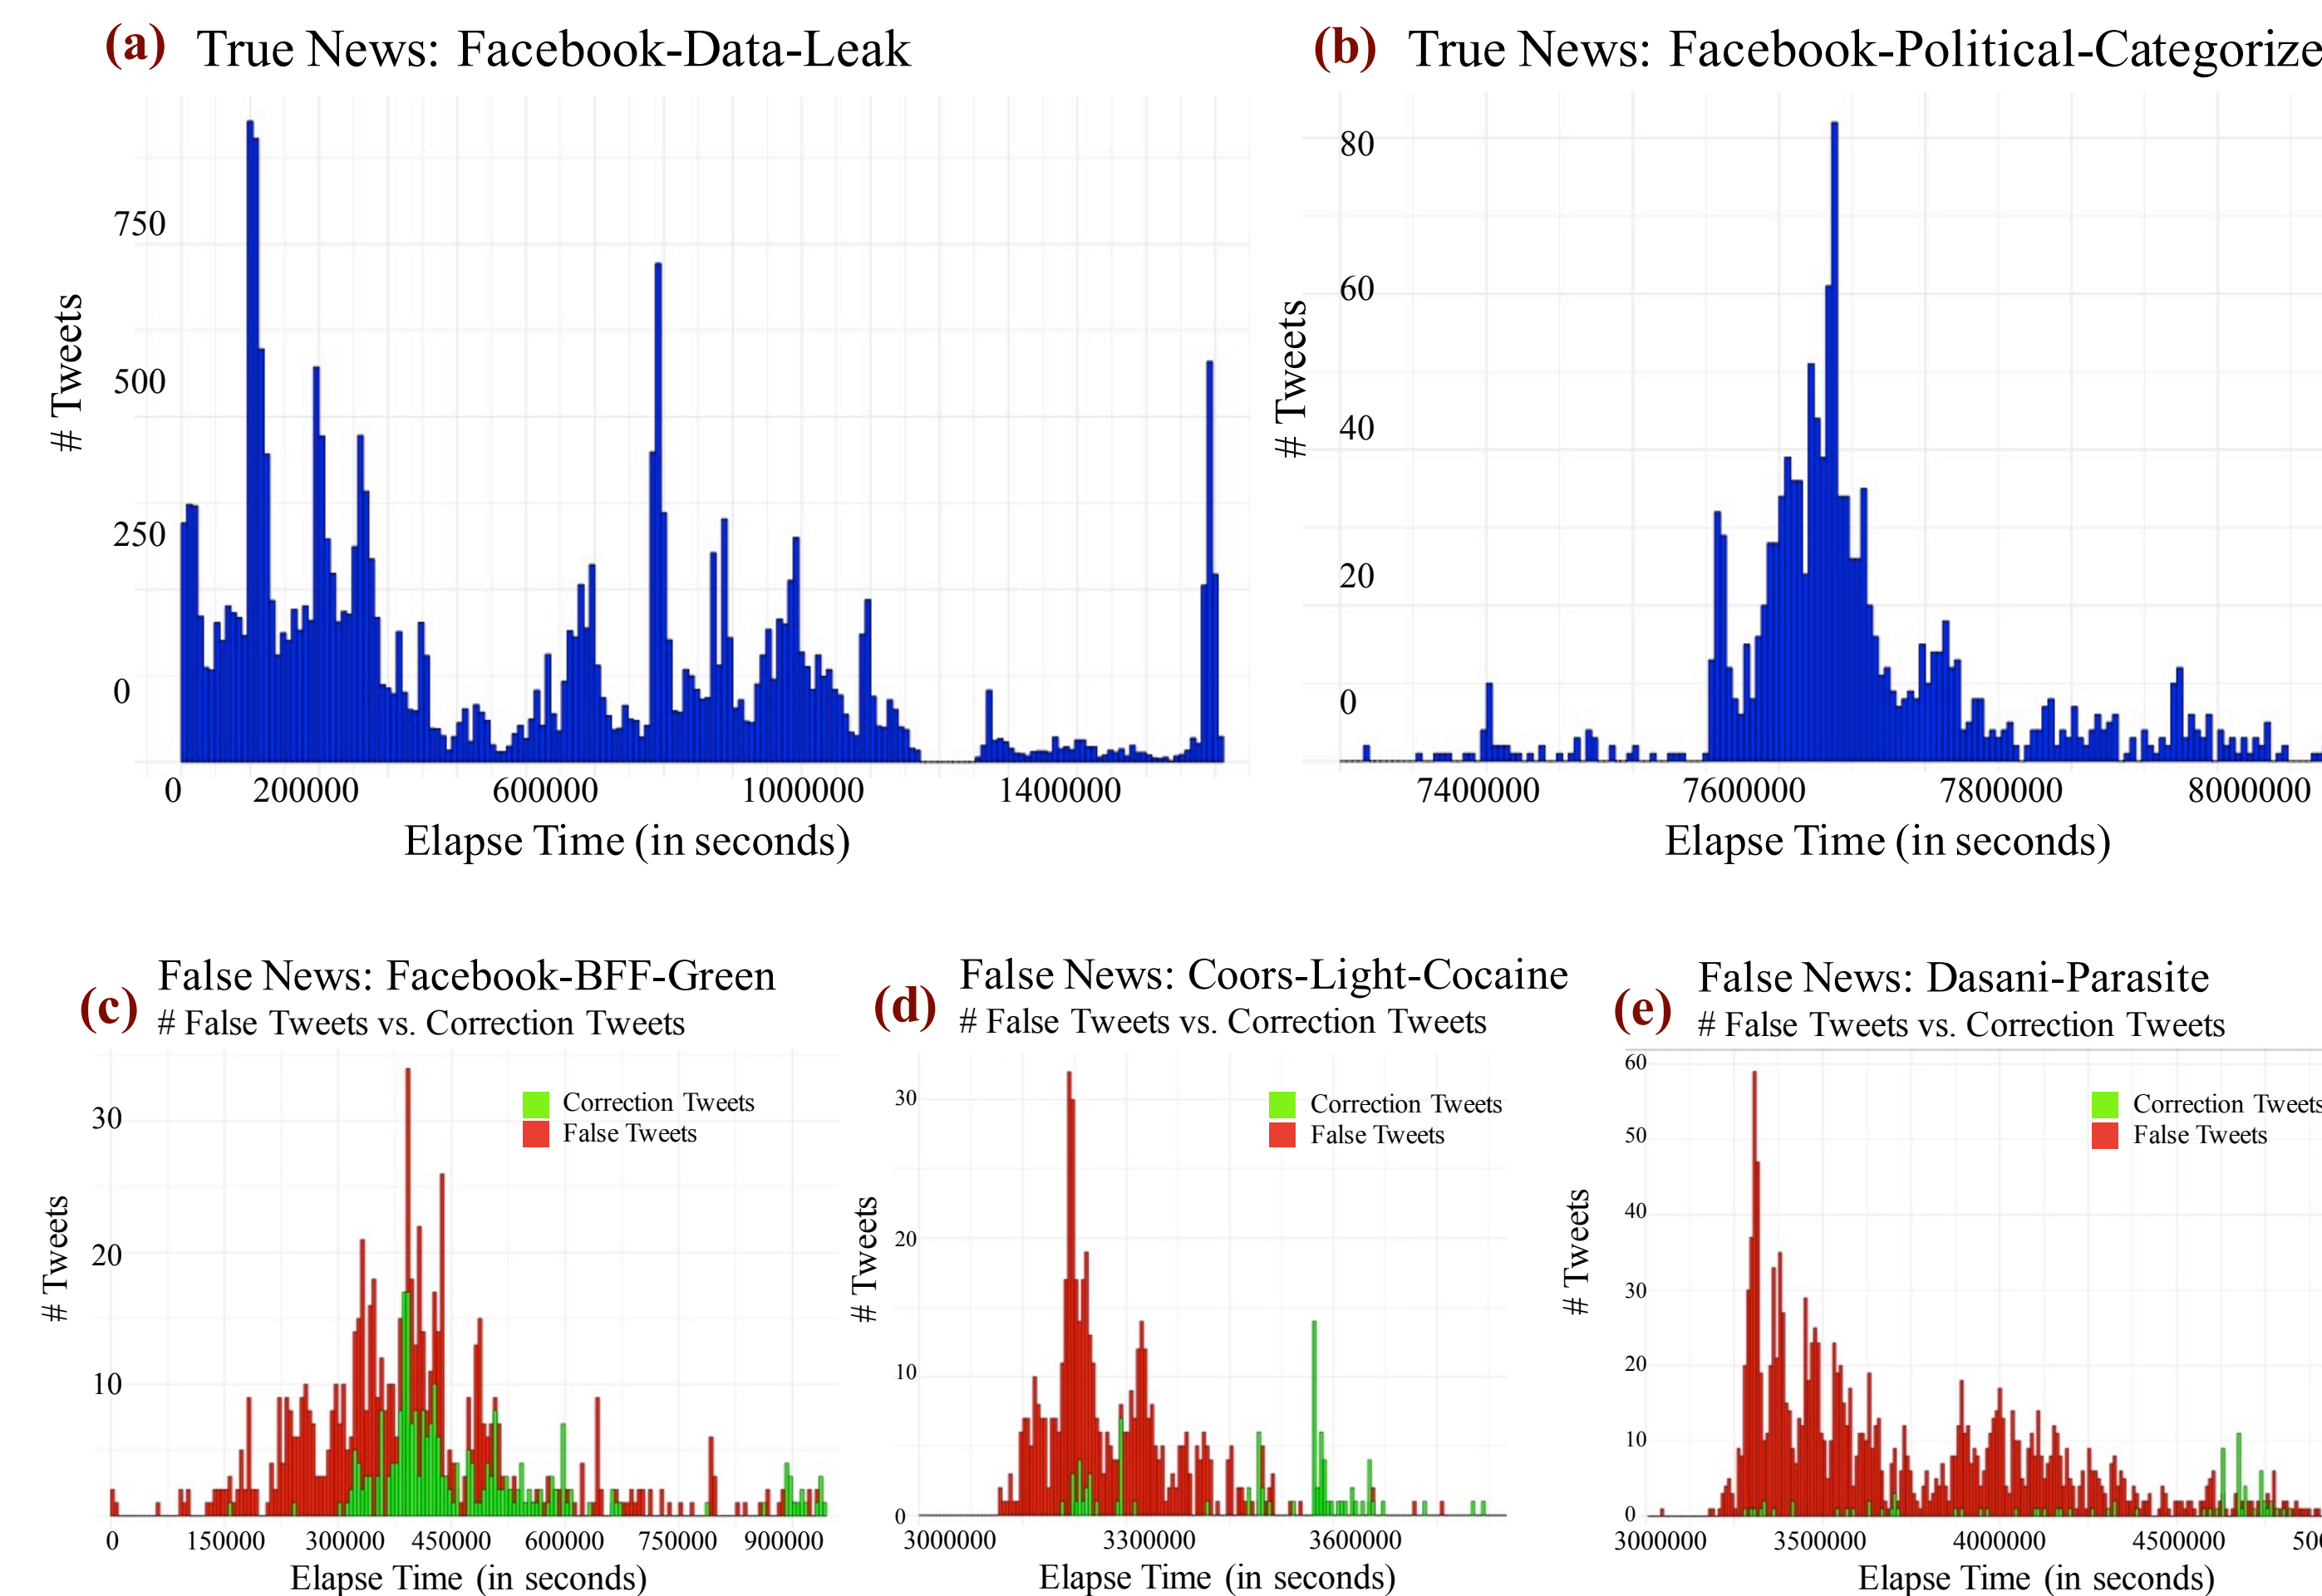 (a) True News: Facebook-Data-Leak
# Tweets
750
500
250
0
0 200000 600000 1000000 1400000
Elapse Time (in seconds)
(b) True News: Facebook-Political-Categorize
# Tweets
80
60
40
20
0
7400000 7600000 7800000 8000000
Elapse Time (in seconds)
(c) False News: Facebook-BFF-Green
# False Tweets vs. Correction Tweets
Correction Tweets
False Tweets
# Tweets
30
20
10
0 150000 300000 450000 600000 750000 900000
Elapse Time (in seconds)
(d) False News: Coors-Light-Cocaine
# False Tweets vs. Correction Tweets
Correction Tweets
False Tweets
# Tweets
30
20
10
0
3000000 3300000 3600000
Elapse Time (in seconds)
(e) False News: Dasani-Parasite
# False Tweets vs. Correction Tweets
Correction Tweets
False Tweets
# Tweets
60
50
40
30
20
10
0
3000000 3500000 4000000 4500000
Elapse Time (in seconds)